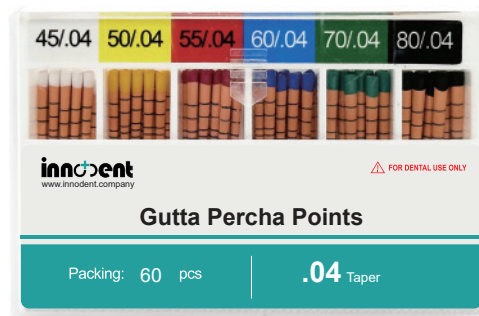 45/.04 50/.04 55/.04 60/.04 70/.04 80/.04
innodent
www.innodent.company
FOR DENTAL USE ONLY
Gutta Percha Points
Packing: 60 pcs
.04 Taper